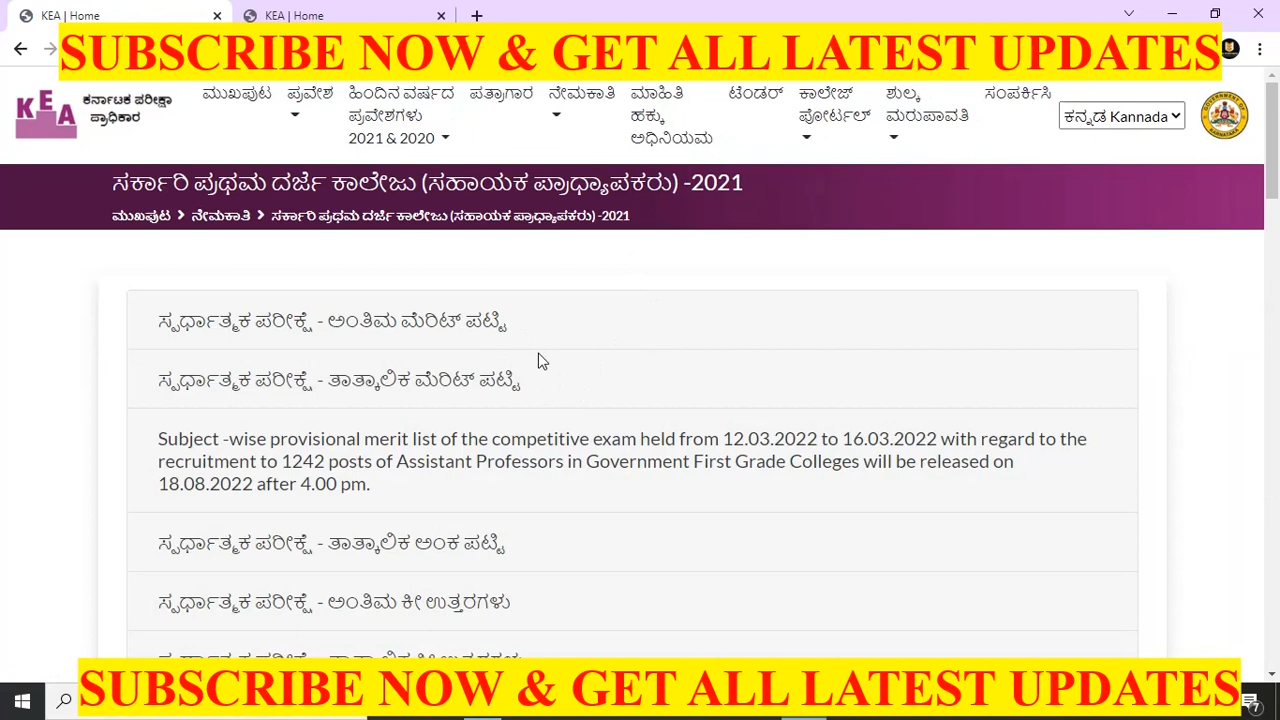 KEA | Home
KEA | Home
SUBSCRIBE NOW & GET ALL LATEST UPDATES
KEA
ಕರ್ನಾಟಕ ಪರೀಕ್ಷಾ
ಪ್ರಾಧಿಕಾರ
ಮುಖಪುಟ
ಪ್ರವೇಶ
ಹಿಂದಿನ ವರ್ಷದ
ಪ್ರವೇಶಗಳು
2021 & 2020
ಪತ್ರಾಗಾರ
ನೇಮಕಾತಿ
ಮಾಹಿತಿ
ಹಕ್ಕು
ಅಧಿನಿಯಮ
ಟೆಂಡರ್
ಕಾಲೇಜ್
ಪೋರ್ಟಲ್
ಶುಲ್ಕ
ಮರುಪಾವತಿ
ಸಂಪರ್ಕಿಸಿ
ಕನ್ನಡ Kannada
ಸರ್ಕಾರಿ ಪ್ರಥಮ ದರ್ಜೆ ಕಾಲೇಜು (ಸಹಾಯಕ ಪ್ರಾಧ್ಯಾಪಕರು) -2021
ಮುಖಪುಟ > ನೇಮಕಾತಿ > ಸರ್ಕಾರಿ ಪ್ರಥಮ ದರ್ಜೆ ಕಾಲೇಜು (ಸಹಾಯಕ ಪ್ರಾಧ್ಯಾಪಕರು) -2021
ಸ್ಪರ್ಧಾತ್ಮಕ ಪರೀಕ್ಷೆ - ಅಂತಿಮ ಮೆರಿಟ್ ಪಟ್ಟಿ
ಸ್ಪರ್ಧಾತ್ಮಕ ಪರೀಕ್ಷೆ - ತಾತ್ಕಾಲಿಕ ಮೆರಿಟ್ ಪಟ್ಟಿ
Subject -wise provisional merit list of the competitive exam held from 12.03.2022 to 16.03.2022 with regard to the
recruitment to 1242 posts of Assistant Professors in Government First Grade Colleges will be released on
18.08.2022 after 4.00 pm.
ಸ್ಪರ್ಧಾತ್ಮಕ ಪರೀಕ್ಷೆ - ತಾತ್ಕಾಲಿಕ ಅಂಕ ಪಟ್ಟಿ
ಸ್ಪರ್ಧಾತ್ಮಕ ಪರೀಕ್ಷೆ - ಅಂತಿಮ ಕೀ ಉತ್ತರಗಳು
SUBSCRIBE NOW & GET ALL LATEST UPDATES
7